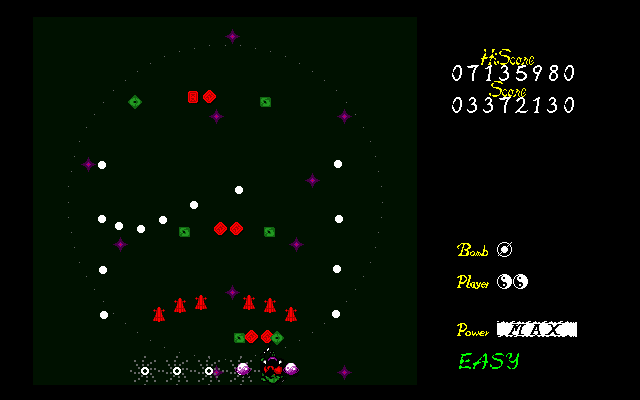 HiScore
07135980
Score
03372130
Bomb
Player
Power MAX
EASY